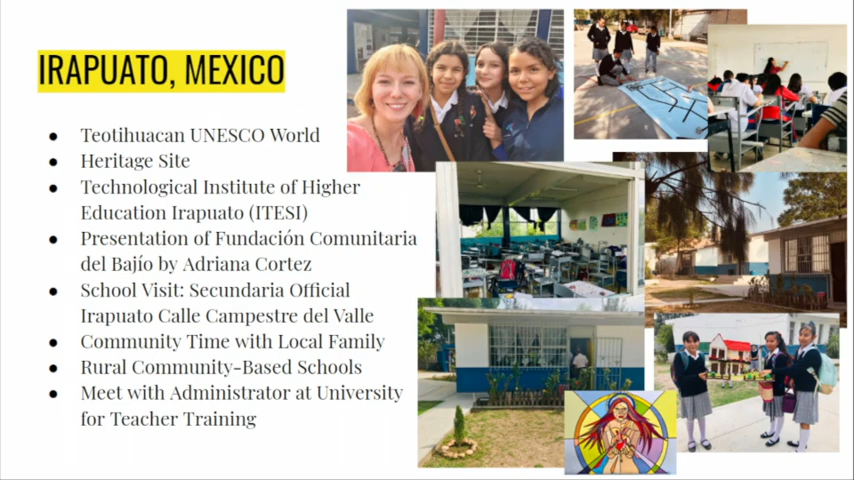 IRAPUATO, MEXICO
● Teotihuacan UNESCO World
● Heritage Site
● Technological Institute of Higher
Education Irapuato (ITESI)
● Presentation of Fundación Comunitaria
del Bajío by Adriana Cortez
● School Visit: Secundaria Official
Irapuato Calle Campestre del Valle
● Community Time with Local Family
● Rural Community-Based Schools
● Meet with Administrator at University
for Teacher Training